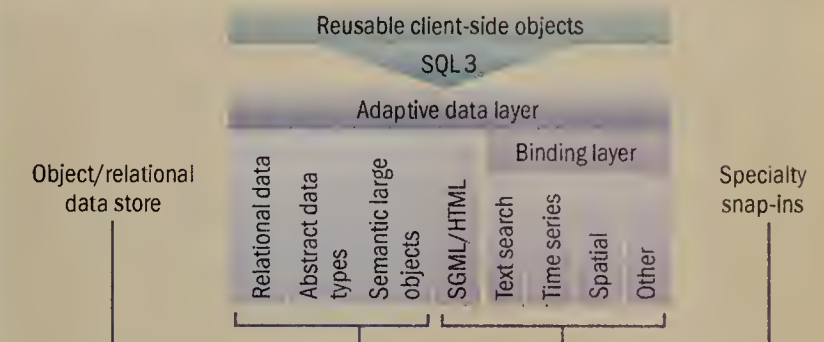 Reusable client-side objects
SQL 3
Adaptive data layer
Binding layer
Object/relational
data store
Relational data
Abstract data
types
Semantic large
objects
SGML/HTML
Text search
Time series
Spatial
Other
Specialty
snap-ins